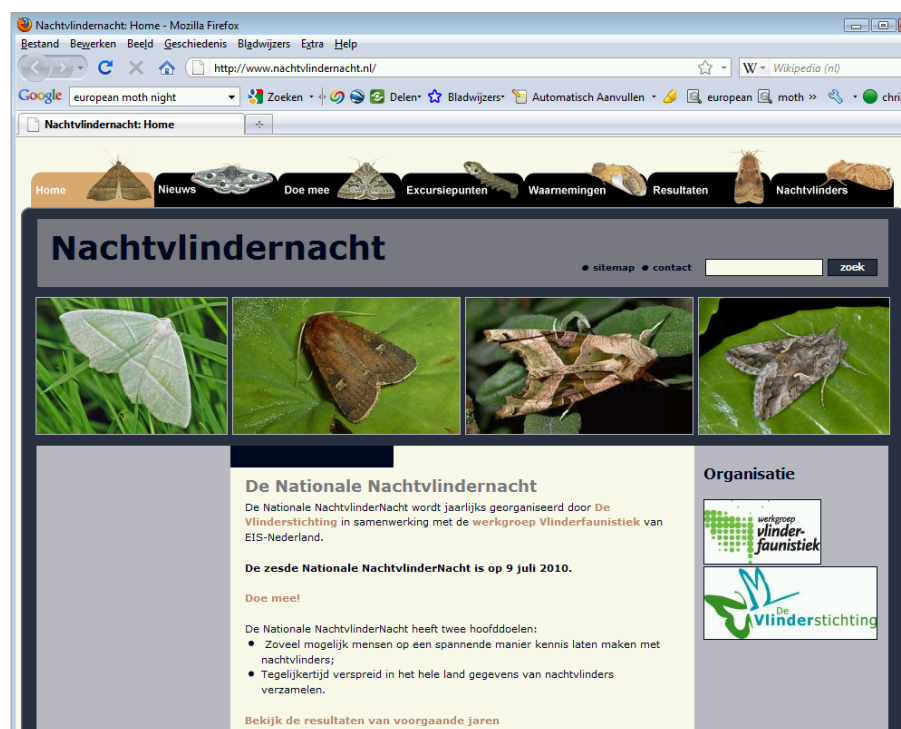 Nachtvlindernacht: Home - Mozilla Firefox
Bestand Bewerken Beeld Geschiedenis Bladwijzers Extra Help
http://www.nachtvlindernacht.nl/ W Wikipedia (nl)
Google european moth night Zoeken Delen Bladwijzers Automatisch Aanvullen european moth » chri
Nachtvlindernacht: Home
Home Nieuws Doe mee Excursiepunten Waarnemingen Resultaten Nachtvlinders
Nachtvlindernacht
• sitemap • contact zoek
De Nationale Nachtvlindernacht
De Nationale NachtvlinderNacht wordt jaarlijks georganiseerd door De
Vlinderstichting in samenwerking met de werkgroep Vlinderfaunistiek van
EIS-Nederland.
De zesde Nationale NachtvlinderNacht is op 9 juli 2010.
Doe mee!
De Nationale NachtvlinderNacht heeft twee hoofddoelen:
• Zoveel mogelijk mensen op een spannende manier kennis laten maken met
nachtvlinders;
• Tegelijkertijd verspreid in het hele land gegevens van nachtvlinders
verzamelen.
Bekijk de resultaten van voorgaande jaren
Organisatie
werkgroep
vlinder-
faunistiek
De
Vlinderstichting